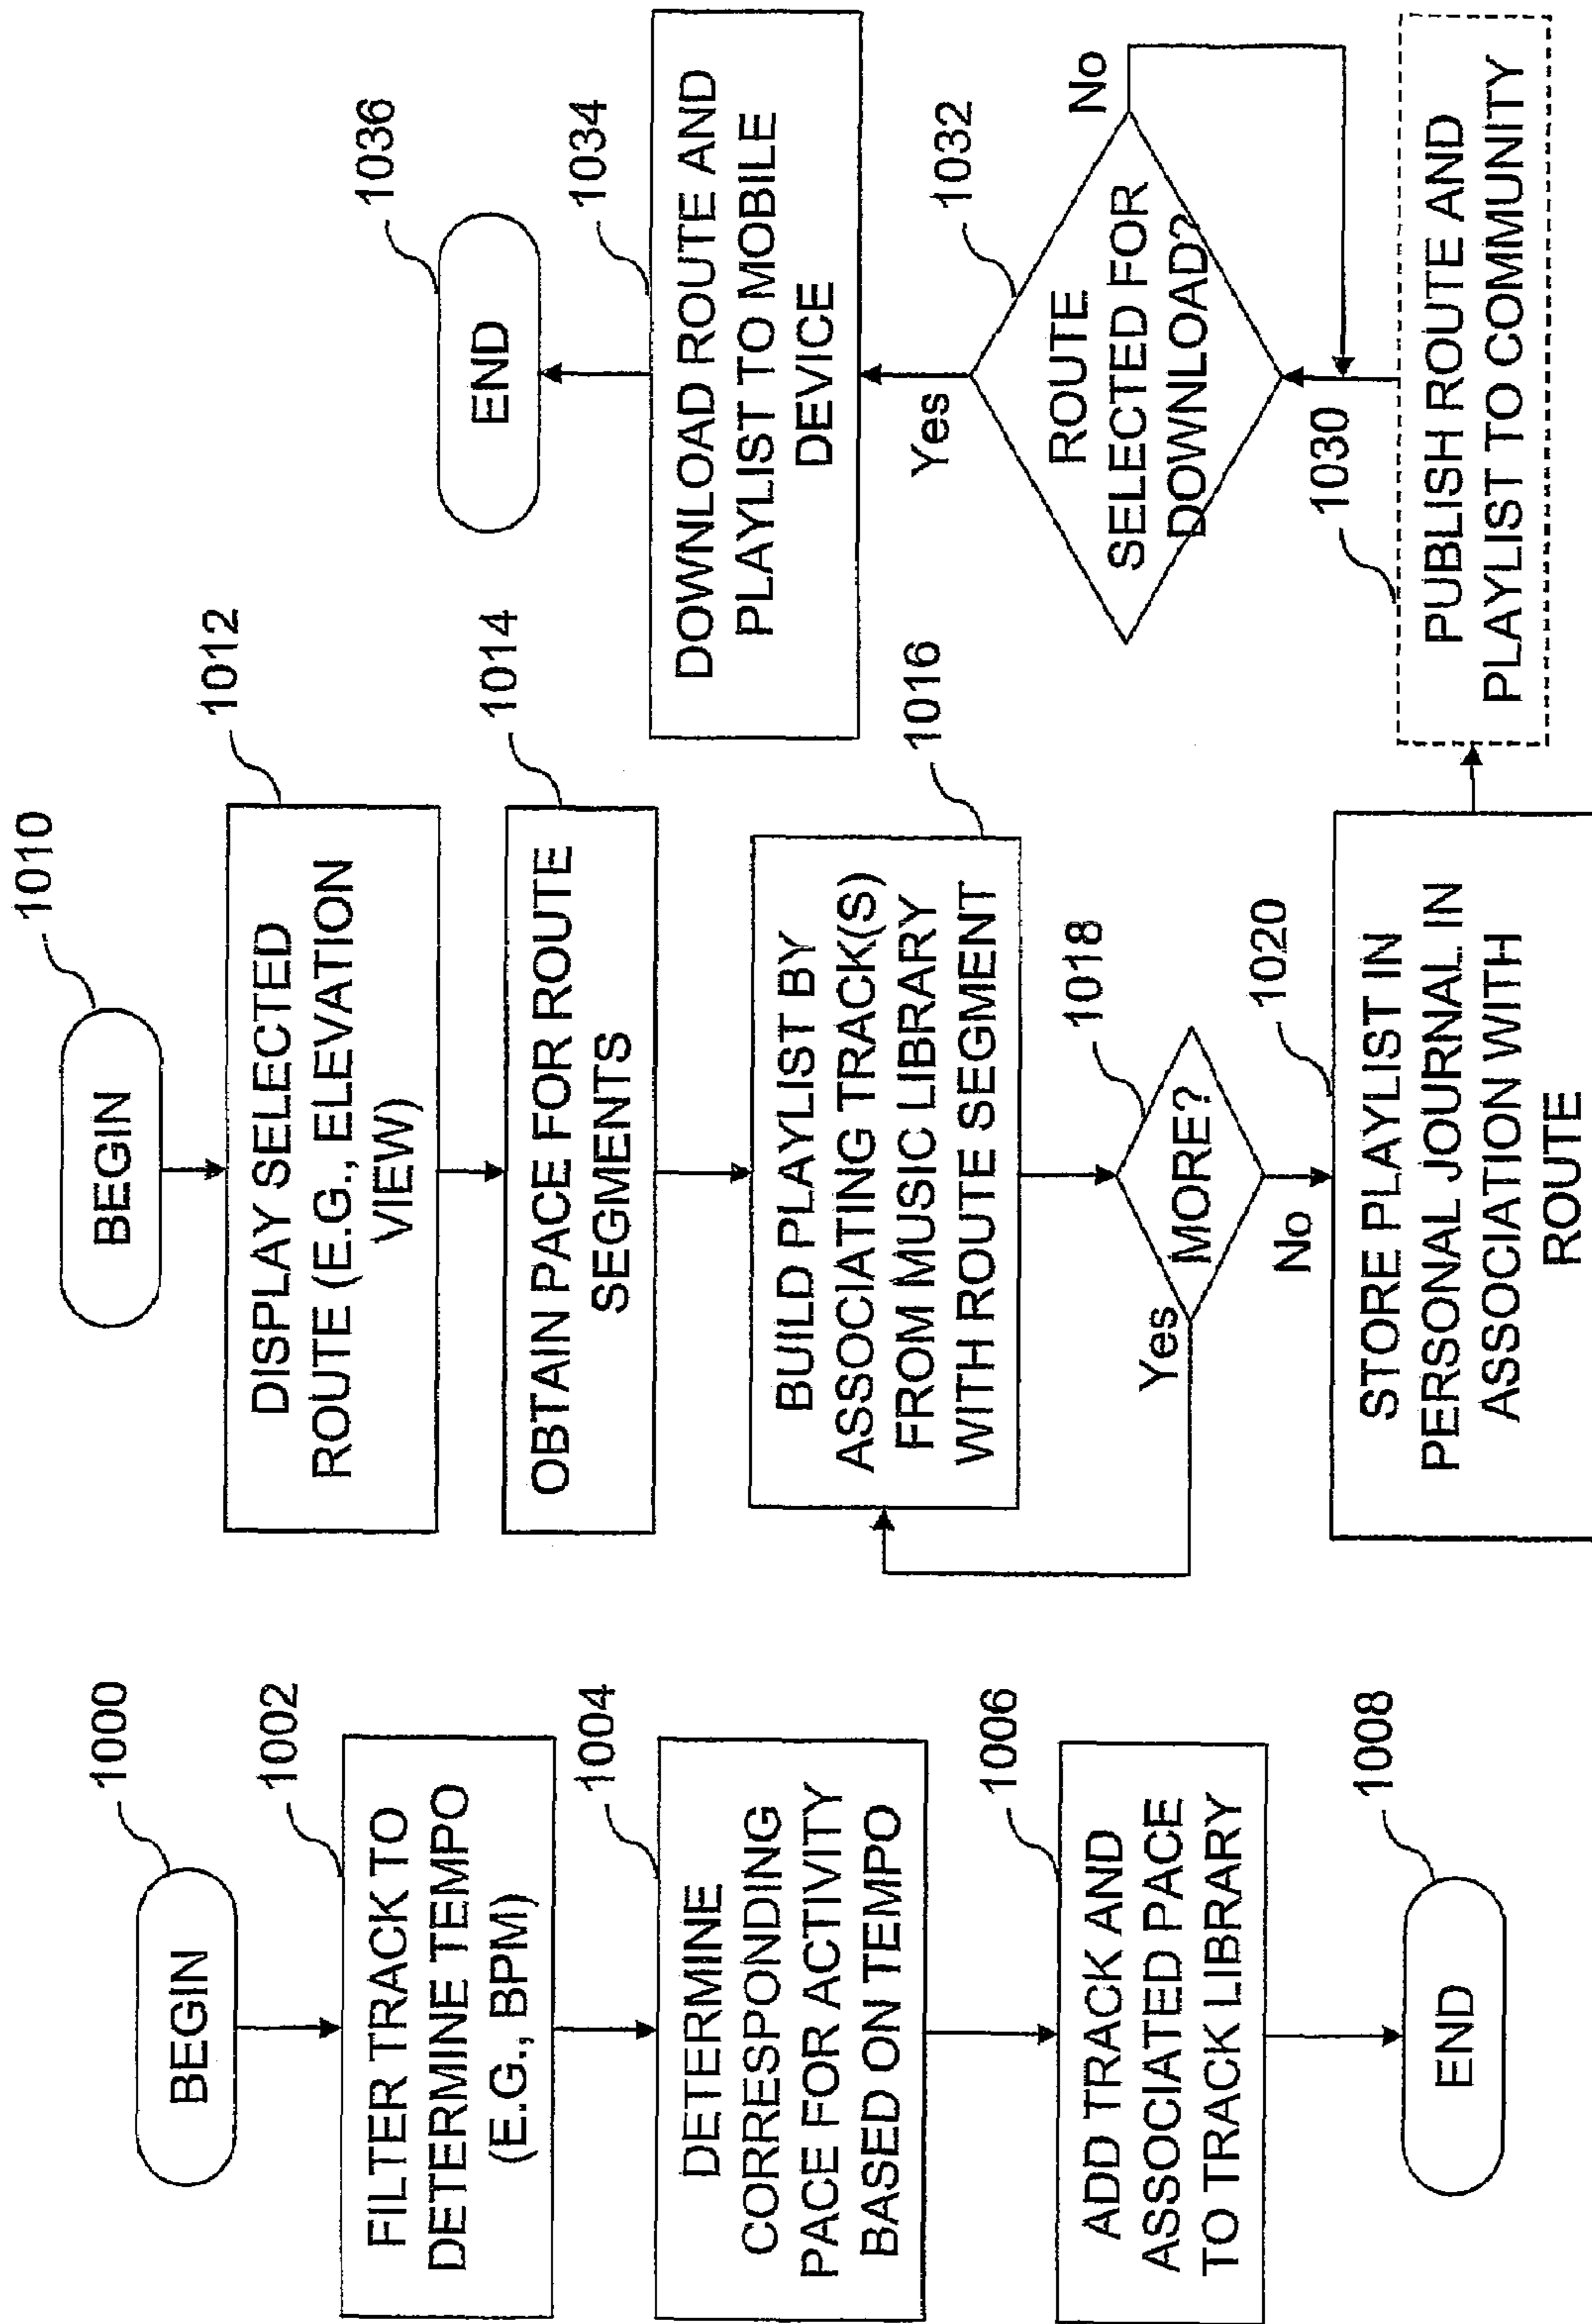 1000
BEGIN
1002
FILTER TRACK TO
DETERMINE TEMPO
(E.G., BPM)
1004
DETERMINE
CORRESPONDING
PACE FOR ACTIVITY
BASED ON TEMPO
1006
ADD TRACK AND
ASSOCIATED PACE
TO TRACK LIBRARY
1008
END
1010
BEGIN
1012
DISPLAY SELECTED
ROUTE (E.G., ELEVATION
VIEW)
1014
OBTAIN PACE FOR ROUTE
SEGMENTS
1016
BUILD PLAYLIST BY
ASSOCIATING TRACK(S)
FROM MUSIC LIBRARY
WITH ROUTE SEGMENT
1018
MORE?
Yes
No
1020
STORE PLAYLIST IN
PERSONAL JOURNAL IN
ASSOCIATION WITH
ROUTE
1036
END
1034
DOWNLOAD ROUTE AND
PLAYLIST TO MOBILE
DEVICE
Yes
1032
No
ROUTE
SELECTED FOR
DOWNLOAD?
1030
PUBLISH ROUTE AND
PLAYLIST TO COMMUNITY